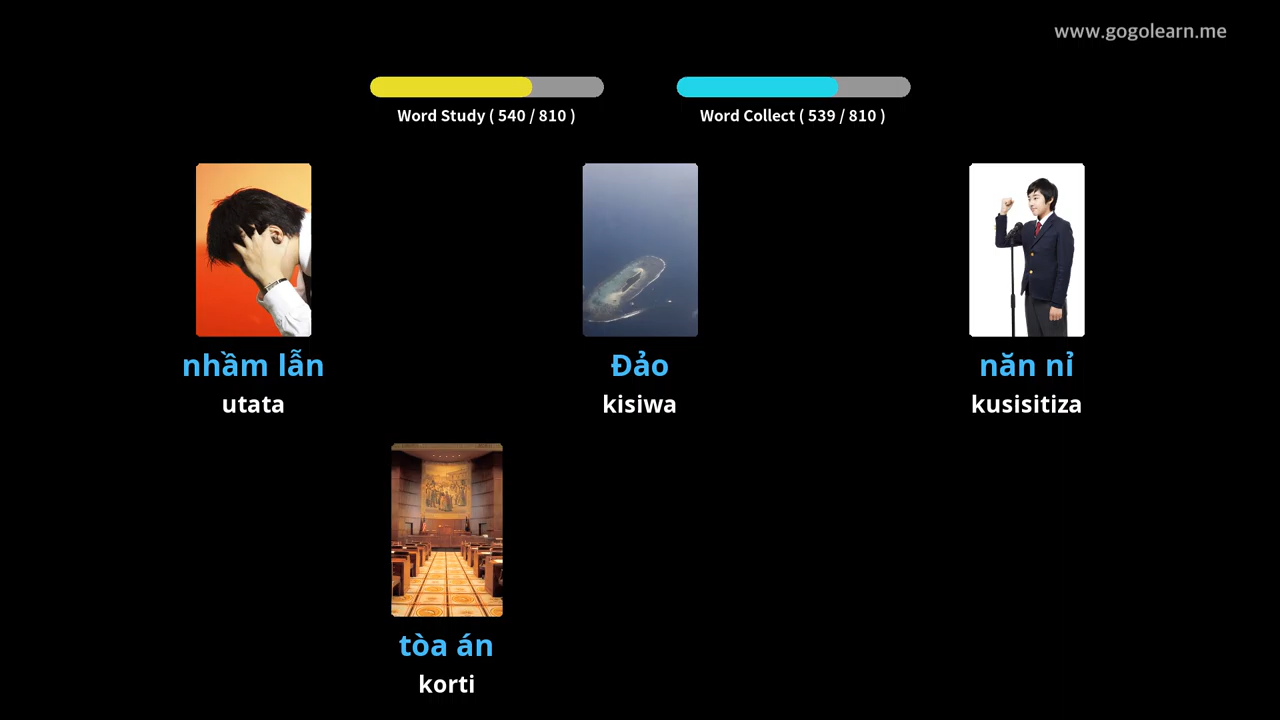 www.gogolearn.me
Word Study ( 540 / 810 )
Word Collect ( 539 / 810 )
nhầm lẫn
utata
Đảo
kisiwa
năn nỉ
kusisitiza
tòa án
korti